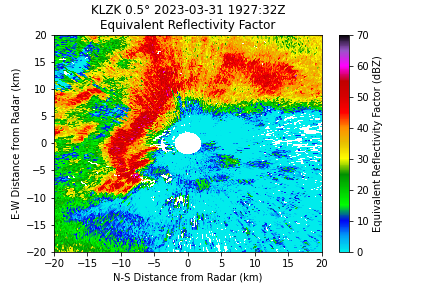 KLZK 0.5° 2023-03-31 1927:32Z
Equivalent Reflectivity Factor
E-W Distance from Radar (km)
20
15
10
5
0
−5
−10
−15
−20
−20 −15 −10 −5 0 5 10 15 20
N-S Distance from Radar (km)
70
60
50
40
30
20
10
0
Equivalent Reflectivity Factor (dBZ)